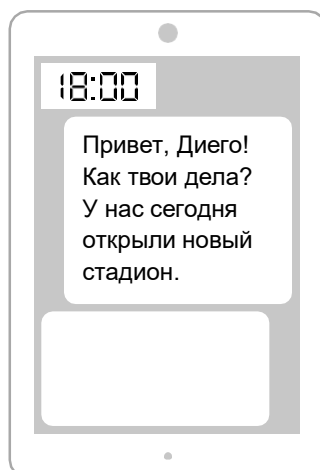 18:00
Привет, Диего!
Как твои дела?
У нас сегодня
открыли новый
стадион.